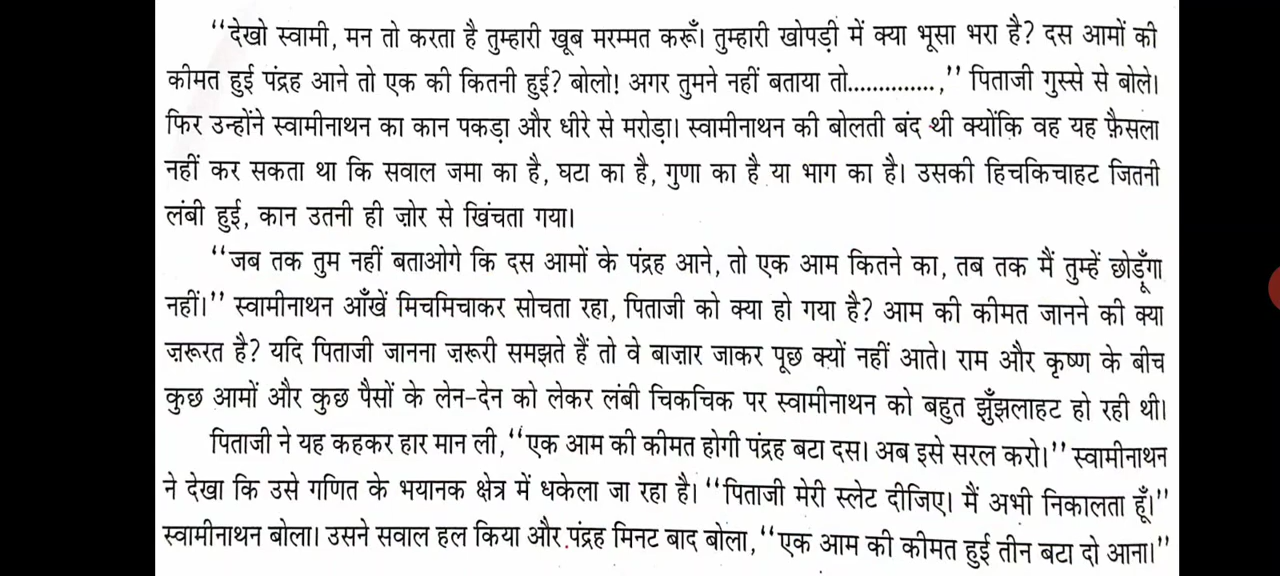 “देखो स्वामी, मन तो करता है तुम्हारी खूब मरम्मत करूँ। तुम्हारी खोपड़ी में क्या भूसा भरा है? दस आमों की
कीमत हुई पंद्रह आने तो एक की कितनी हुई? बोलो! अगर तुमने नहीं बताया तो..............,” पिताजी गुस्से से बोले।
फिर उन्होंने स्वामीनाथन का कान पकड़ा और धीरे से मरोड़ा। स्वामीनाथन की बोलती बंद थी क्योंकि वह यह फ़ैसला
नहीं कर सकता था कि सवाल जमा का है, घटा का है, गुणा का है या भाग का है। उसकी हिचकिचाहट जितनी
लंबी हुई, कान उतनी ही ज़ोर से खिंचता गया।
“जब तक तुम नहीं बताओगे कि दस आमों के पंद्रह आने, तो एक आम कितने का, तब तक मैं तुम्हें छोड़ूँगा
नहीं।” स्वामीनाथन आँखें मिचमिचाकर सोचता रहा, पिताजी को क्या हो गया है? आम की कीमत जानने की क्या
ज़रूरत है? यदि पिताजी जानना ज़रूरी समझते हैं तो वे बाज़ार जाकर पूछ क्यों नहीं आते। राम और कृष्ण के बीच
कुछ आमों और कुछ पैसों के लेन-देन को लेकर लंबी चिकचिक पर स्वामीनाथन को बहुत झुँझलाहट हो रही थी।
पिताजी ने यह कहकर हार मान ली, “एक आम की कीमत होगी पंद्रह बटा दस। अब इसे सरल करो।” स्वामीनाथन
ने देखा कि उसे गणित के भयानक क्षेत्र में धकेला जा रहा है। “पिताजी मेरी स्लेट दीजिए। मैं अभी निकालता हूँ।”
स्वामीनाथन बोला। उसने सवाल हल किया और पंद्रह मिनट बाद बोला, “एक आम की कीमत हुई तीन बटा दो आना।”